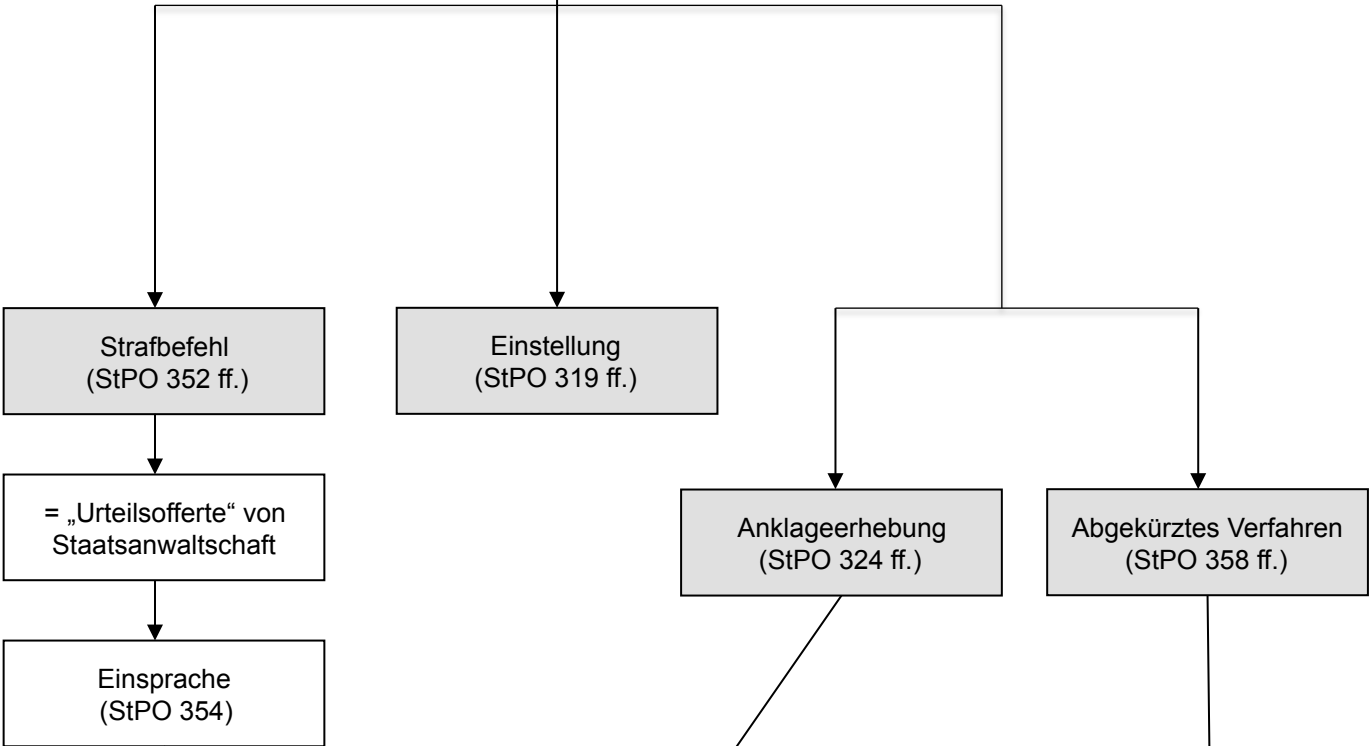 Strafbefehl
(StPO 352 ff.)
Einstellung
(StPO 319 ff.)
= „Urteilsofferte“ von
Staatsanwaltschaft
Anklageerhebung
(StPO 324 ff.)
Abgekürztes Verfahren
(StPO 358 ff.)
Einsprache
(StPO 354)